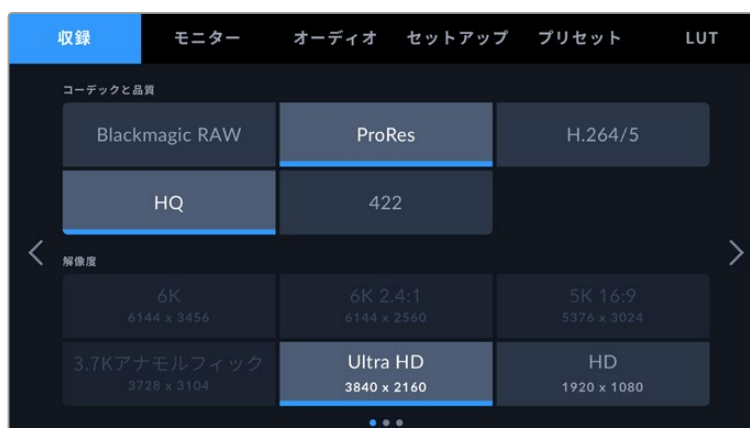 収録 モニター オーディオ セットアップ プリセット LUT
コーデックと品質
Blackmagic RAW ProRes H.264/5
HQ 422
解像度
6K 6K 2.4:1 5K 16:9
6144 x 3456 6144 x 2560 5376 x 3024
3.7Kアナモルフィック Ultra HD HD
3728 x 3104 3840 x 2160 1920 x 1080